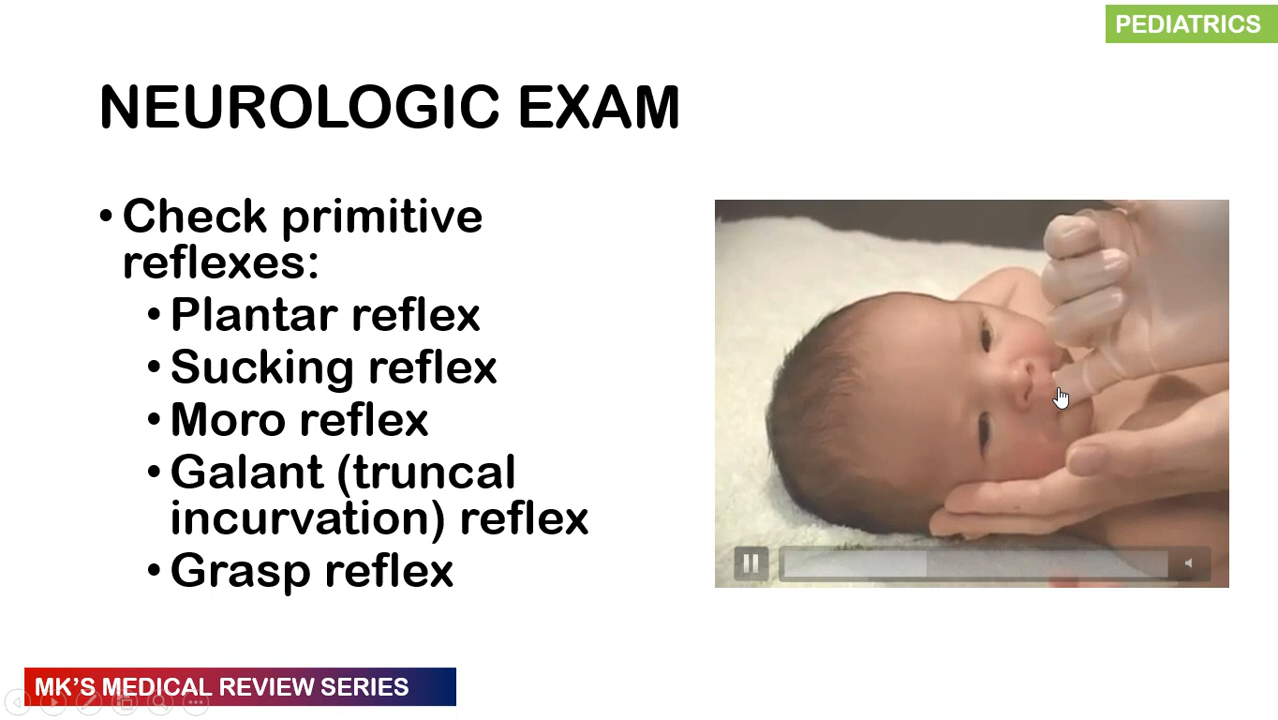 PEDIATRICS
NEUROLOGIC EXAM
• Check primitive
reflexes:
• Plantar reflex
• Sucking reflex
• Moro reflex
• Galant (truncal
incurvation) reflex
• Grasp reflex
MK’S MEDICAL REVIEW SERIES